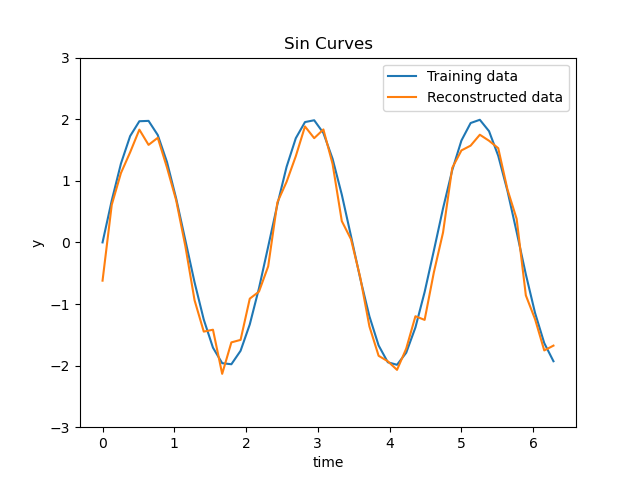 Sin Curves
Training data
Reconstructed data
3
2
1
0
−1
−2
−3
y
0
1
2
3
4
5
6
time